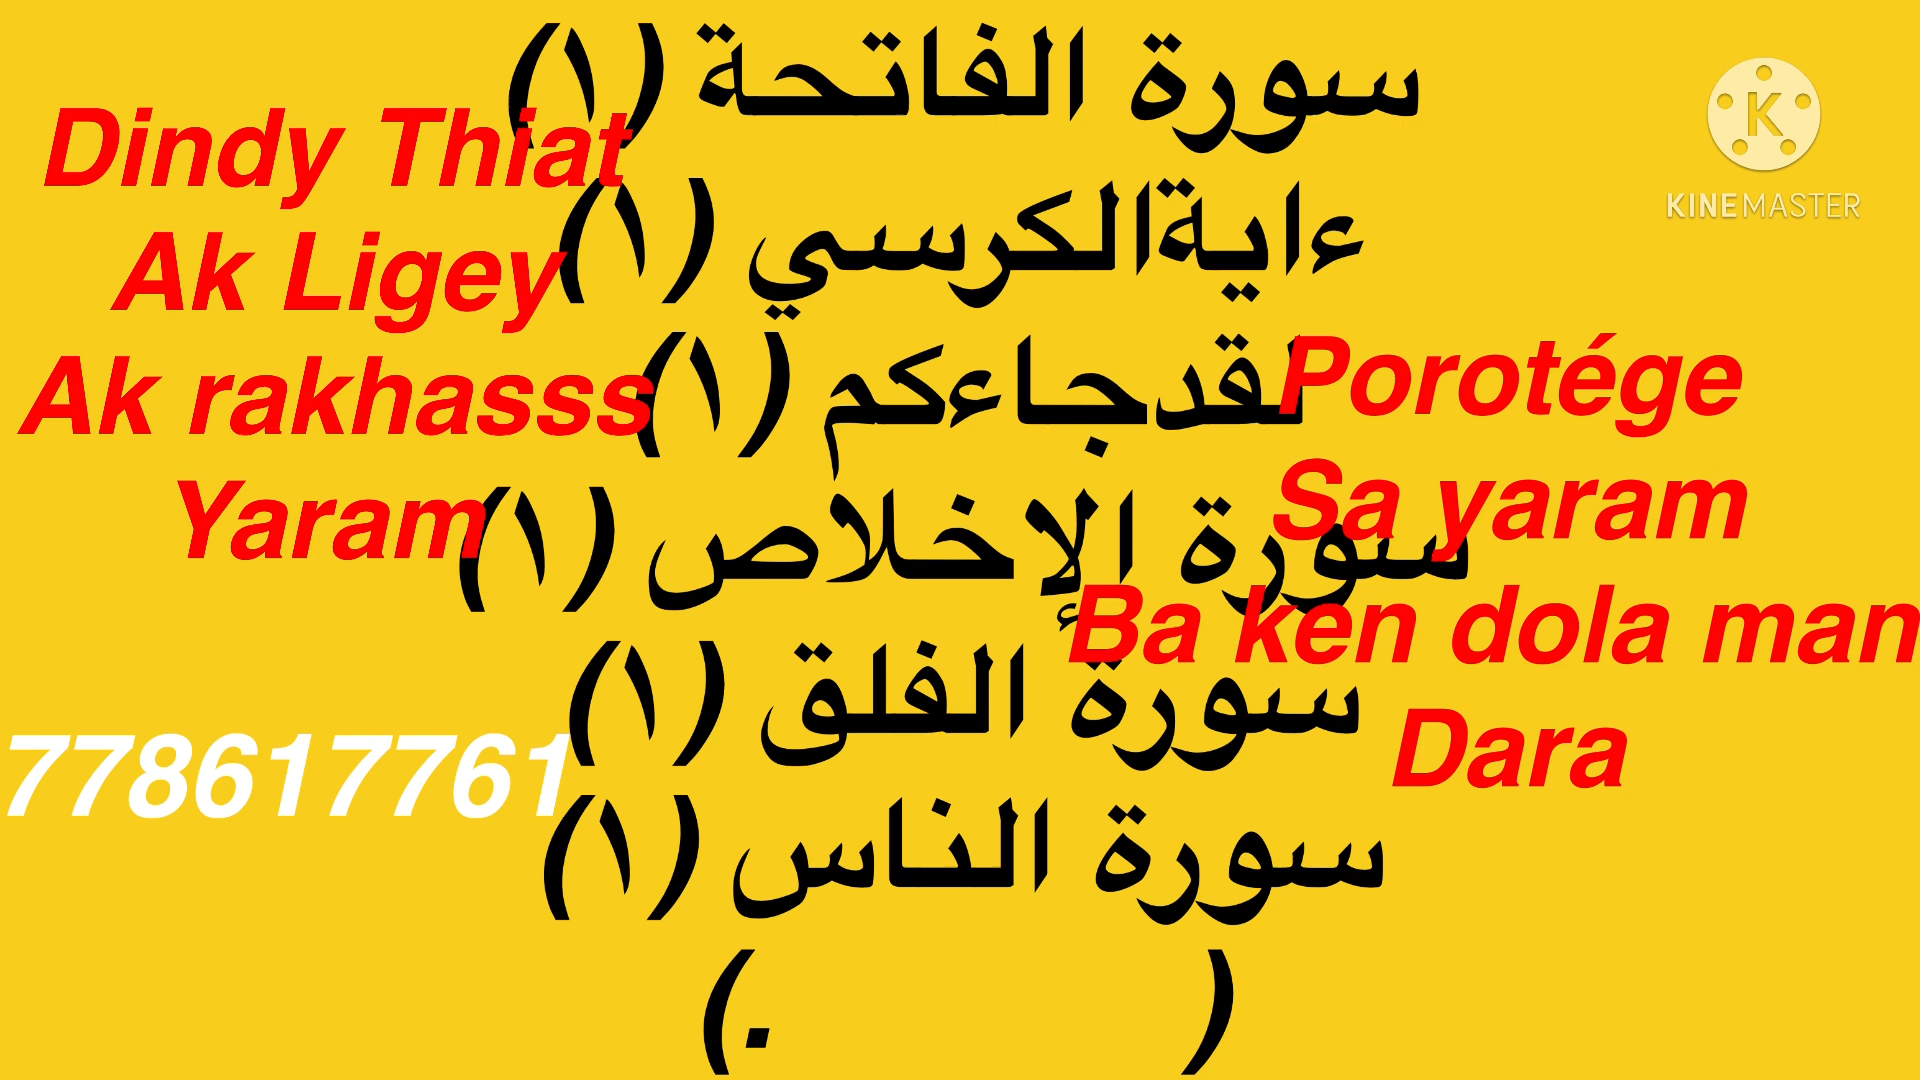 سورة الفاتحة (١)
ءايةالكرسي (١)
لقدجاءكم (١)
سورة الإخلاص (١)
سورة الفلق (١)
سورة الناس (١)
(                    .)
Dindy Thiat
Ak Ligey
Ak rakhasss
Yaram
778617761
Porotége
Sa yaram
Ba ken dola man
Dara
K
KINEMASTER